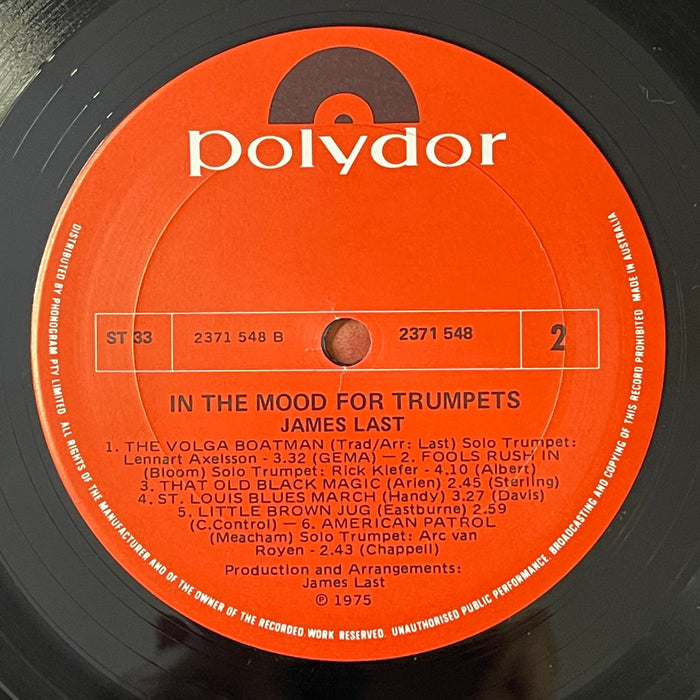 polydor
ST 33
2371 548 B
2371 548
2
IN THE MOOD FOR TRUMPETS
JAMES LAST
1. THE VOLGA BOATMAN (Trad/Arr: Last) Solo Trumpet:
Lennart Axelsson - 3.32 (GEMA) — 2. FOOLS RUSH IN
(Bloom) Solo Trumpet: Rick Kiefer - 4.10 (Albert)
3. THAT OLD BLACK MAGIC (Arlen) 2.45 (Sterling)
4. ST. LOUIS BLUES MARCH (Handy) 3.27 (Davis)
5. LITTLE BROWN JUG (Eastburne) 2.59
(C.Control) — 6. AMERICAN PATROL
(Meacham) Solo Trumpet: Arc van
Royen - 2.43 (Chappell)
Production and Arrangements:
James Last
℗ 1975
DISTRIBUTED BY PHONOGRAM PTY LIMITED. ALL RIGHTS OF THE MANUFACTURER AND OF THE OWNER OF THE RECORDED WORK RESERVED. UNAUTHORISED PUBLIC PERFORMANCE, BROADCASTING AND COPYING OF THIS RECORD PROHIBITED MADE IN AUSTRALIA